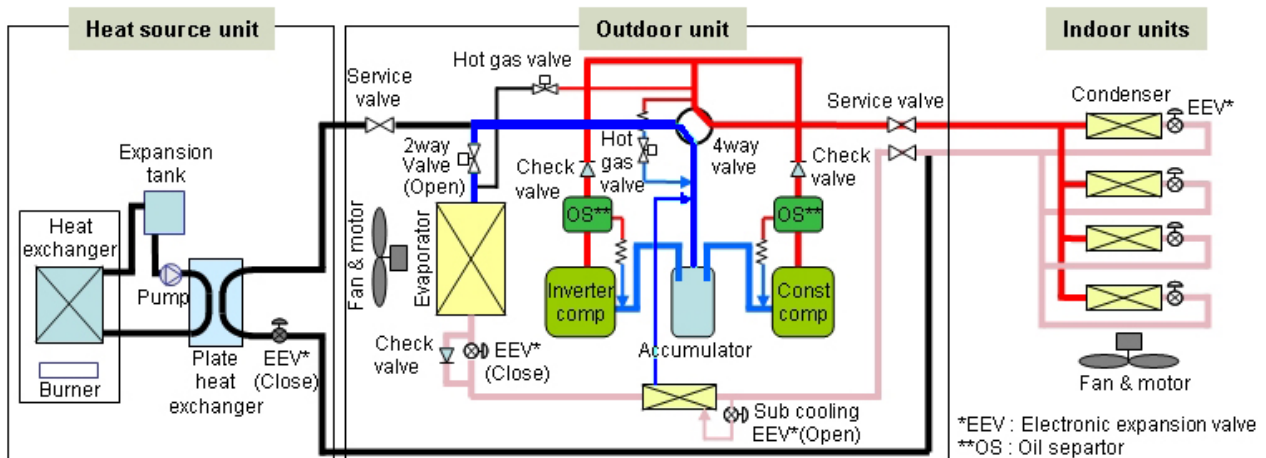 Heat source unit
Outdoor unit
Indoor units
Hot gas valve
Service
valve
Service valve
Condenser
EEV*
Expansion
tank
2way
Valve
(Open)
Hot
gas
valve
4way
valve
Check
valve
Check
valve
Heat
exchanger
OS**
OS**
Fan & motor
Evaporator
Pump
Inverter
comp
Const
comp
Accumulator
Burner
Plate
heat
exchanger
EEV*
(Close)
Check
valve
EEV*
(Close)
Sub cooling
EEV*(Open)
Fan & motor
*EEV : Electronic expansion valve
**OS : Oil separtor